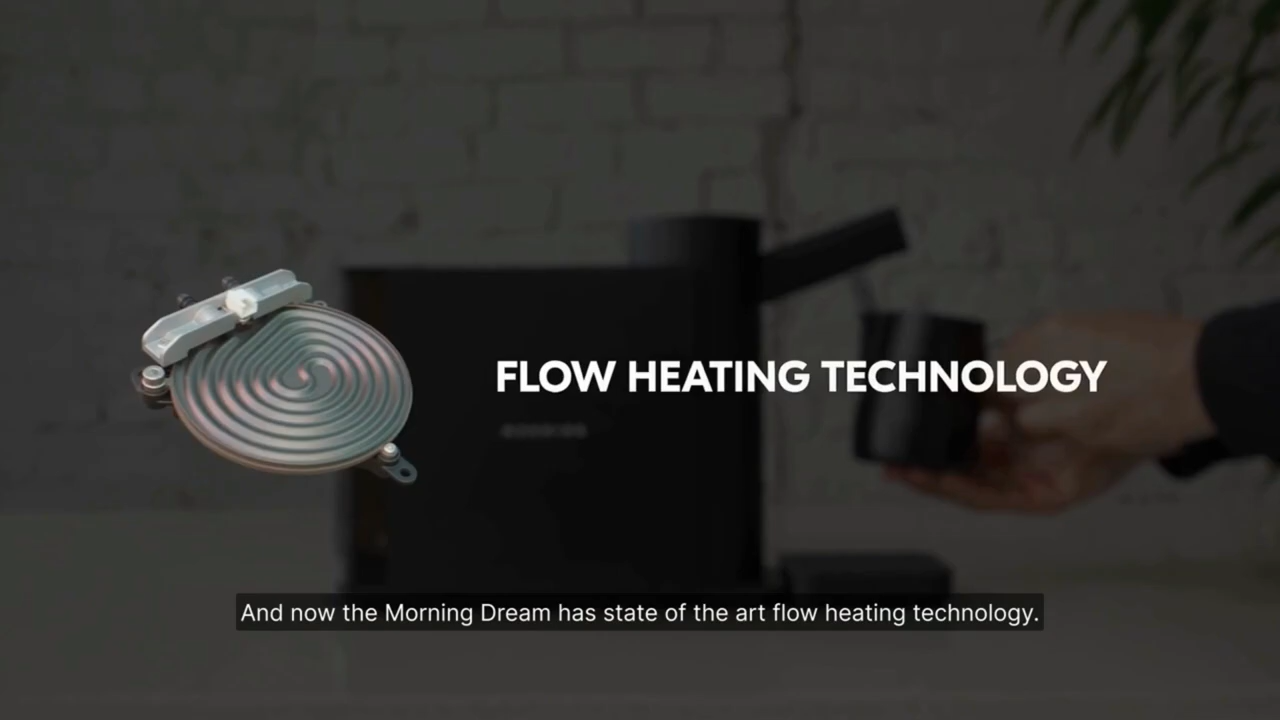 FLOW HEATING TECHNOLOGY
And now the Morning Dream has state of the art flow heating technology.